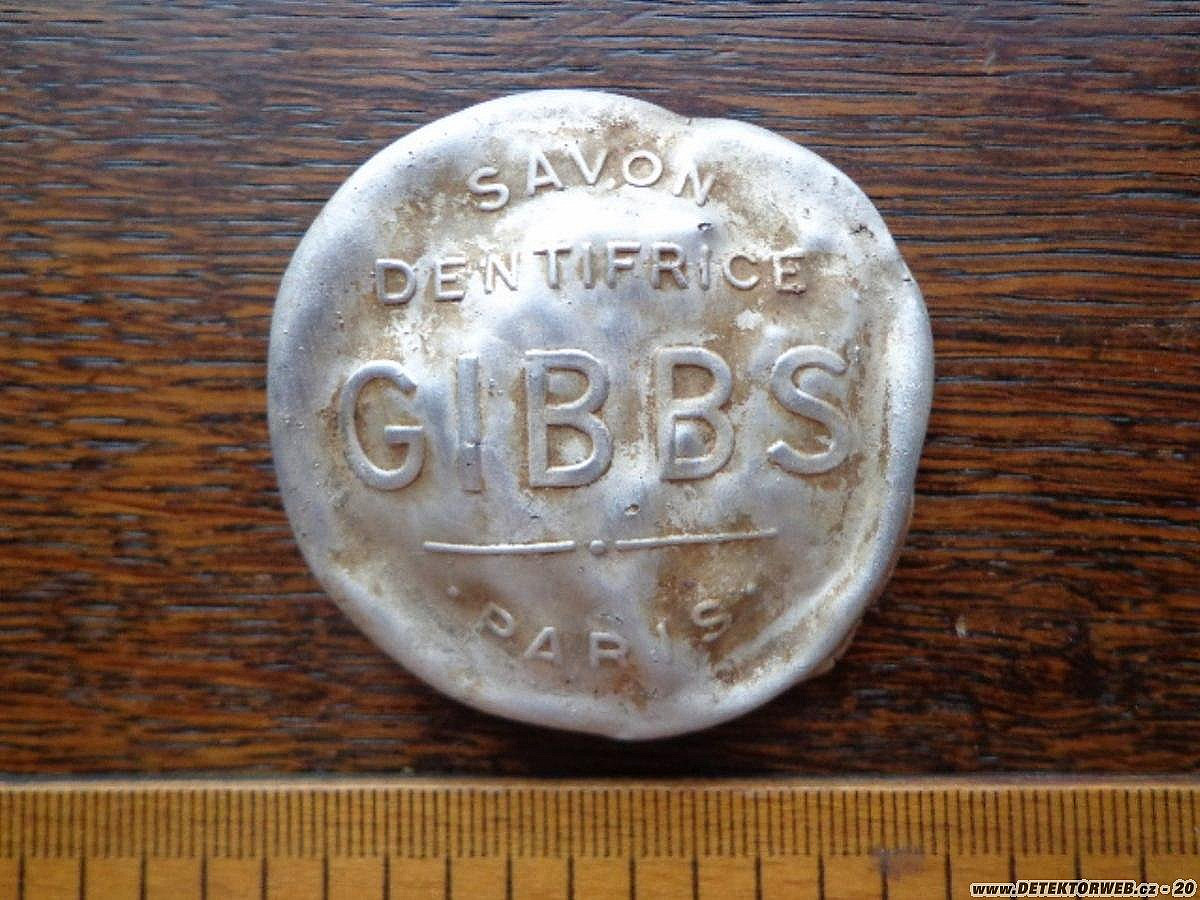 SAVON
DENTIFRICE
GIBBS
PARIS
www.DETEKTORWEB.cz - 20